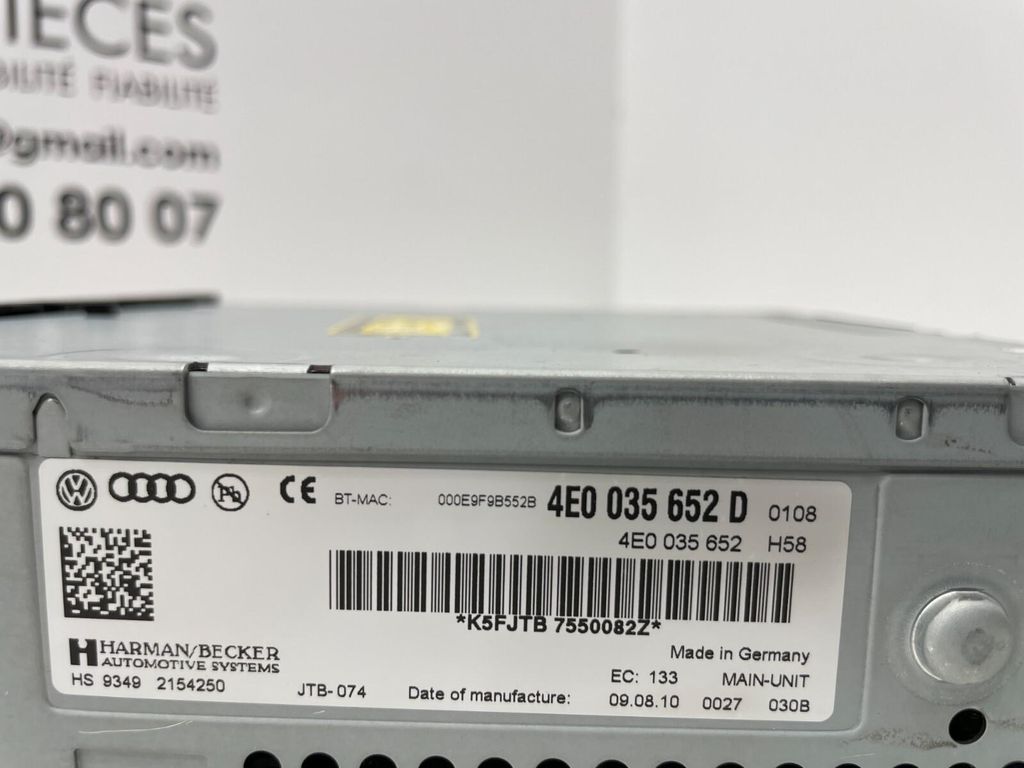 IECES
BILITÉ FIABILITÉ
@gmail.com
0 80 07
VW Pb CE BT-MAC: 000E9F9B552B 4E0 035 652 D 0108
4E0 035 652 H58
*K5FJTB 7550082Z*
HARMAN/BECKER
AUTOMOTIVE SYSTEMS
Made in Germany
HS 9349 2154250
EC: 133 MAIN-UNIT
JTB-074 Date of manufacture: 09.08.10 0027 030B